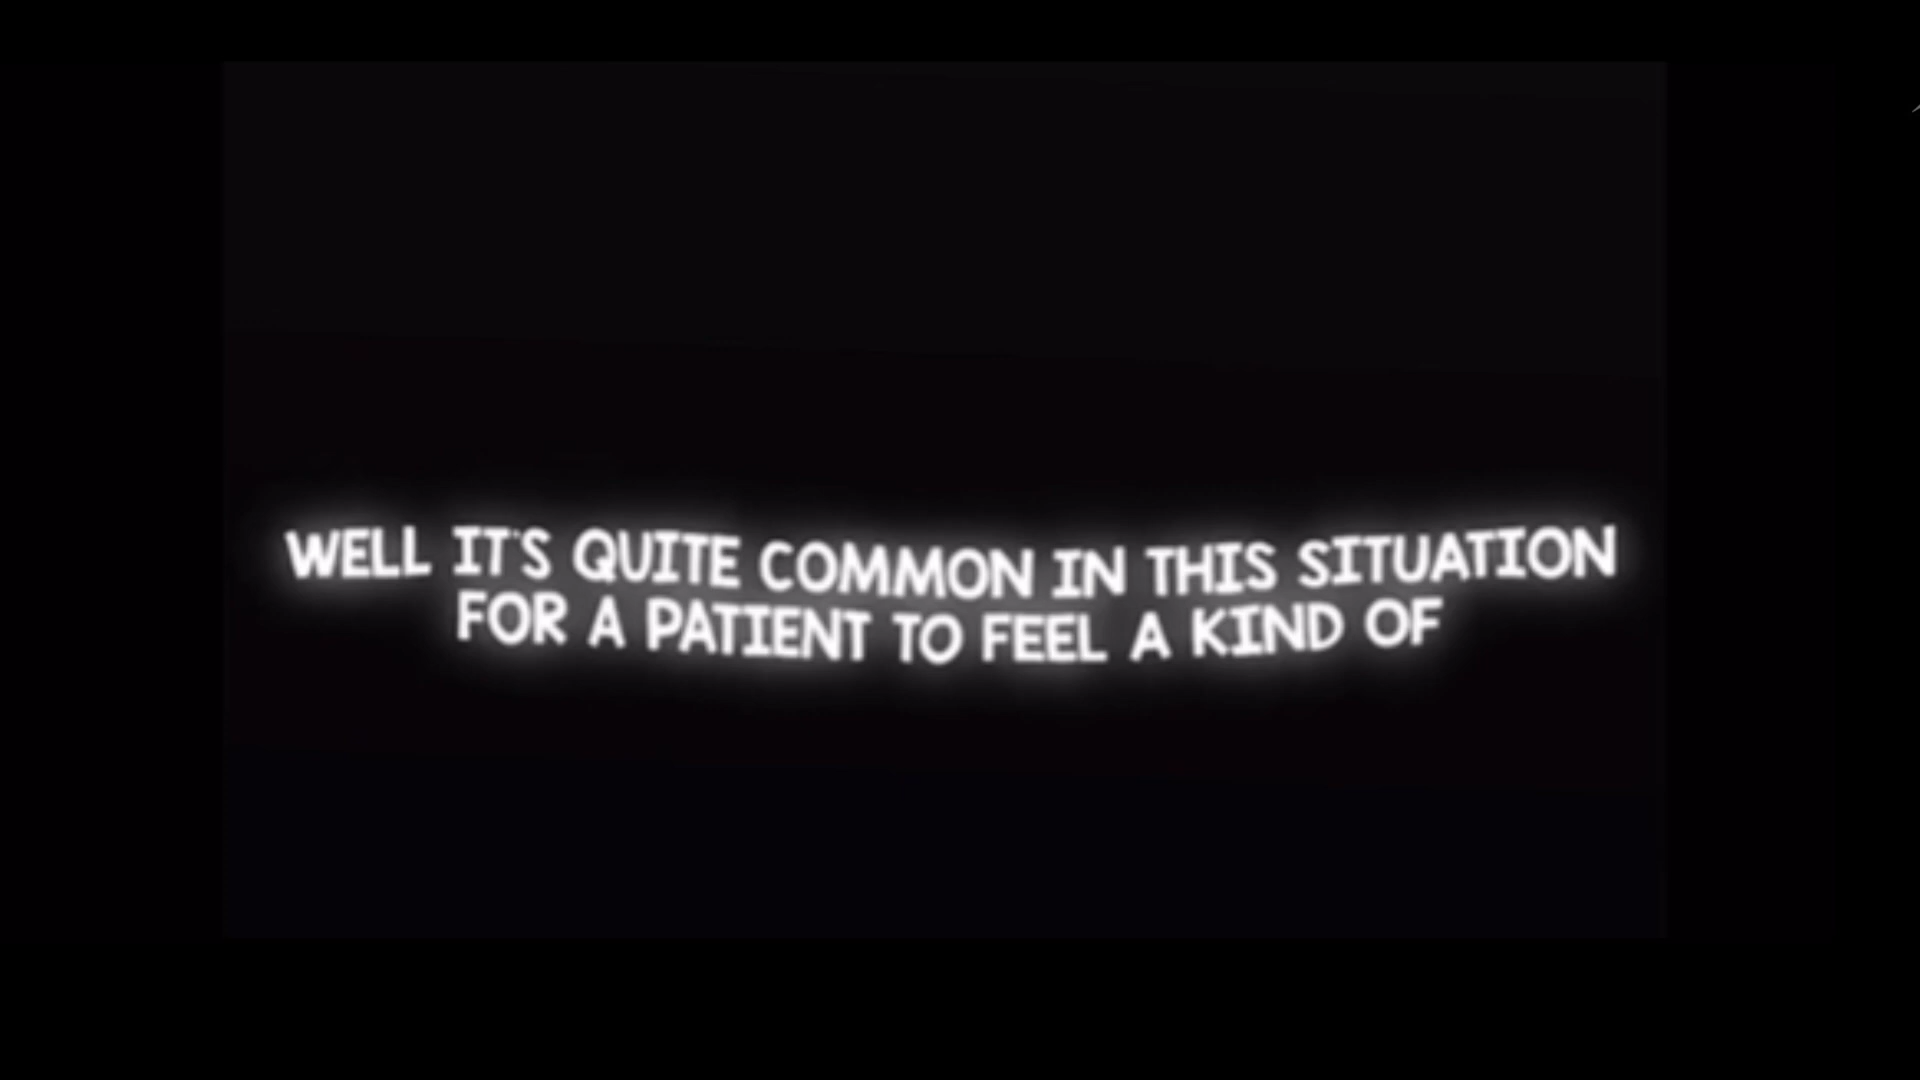 WELL IT'S QUITE COMMON IN THIS SITUATION
FOR A PATIENT TO FEEL A KIND OF